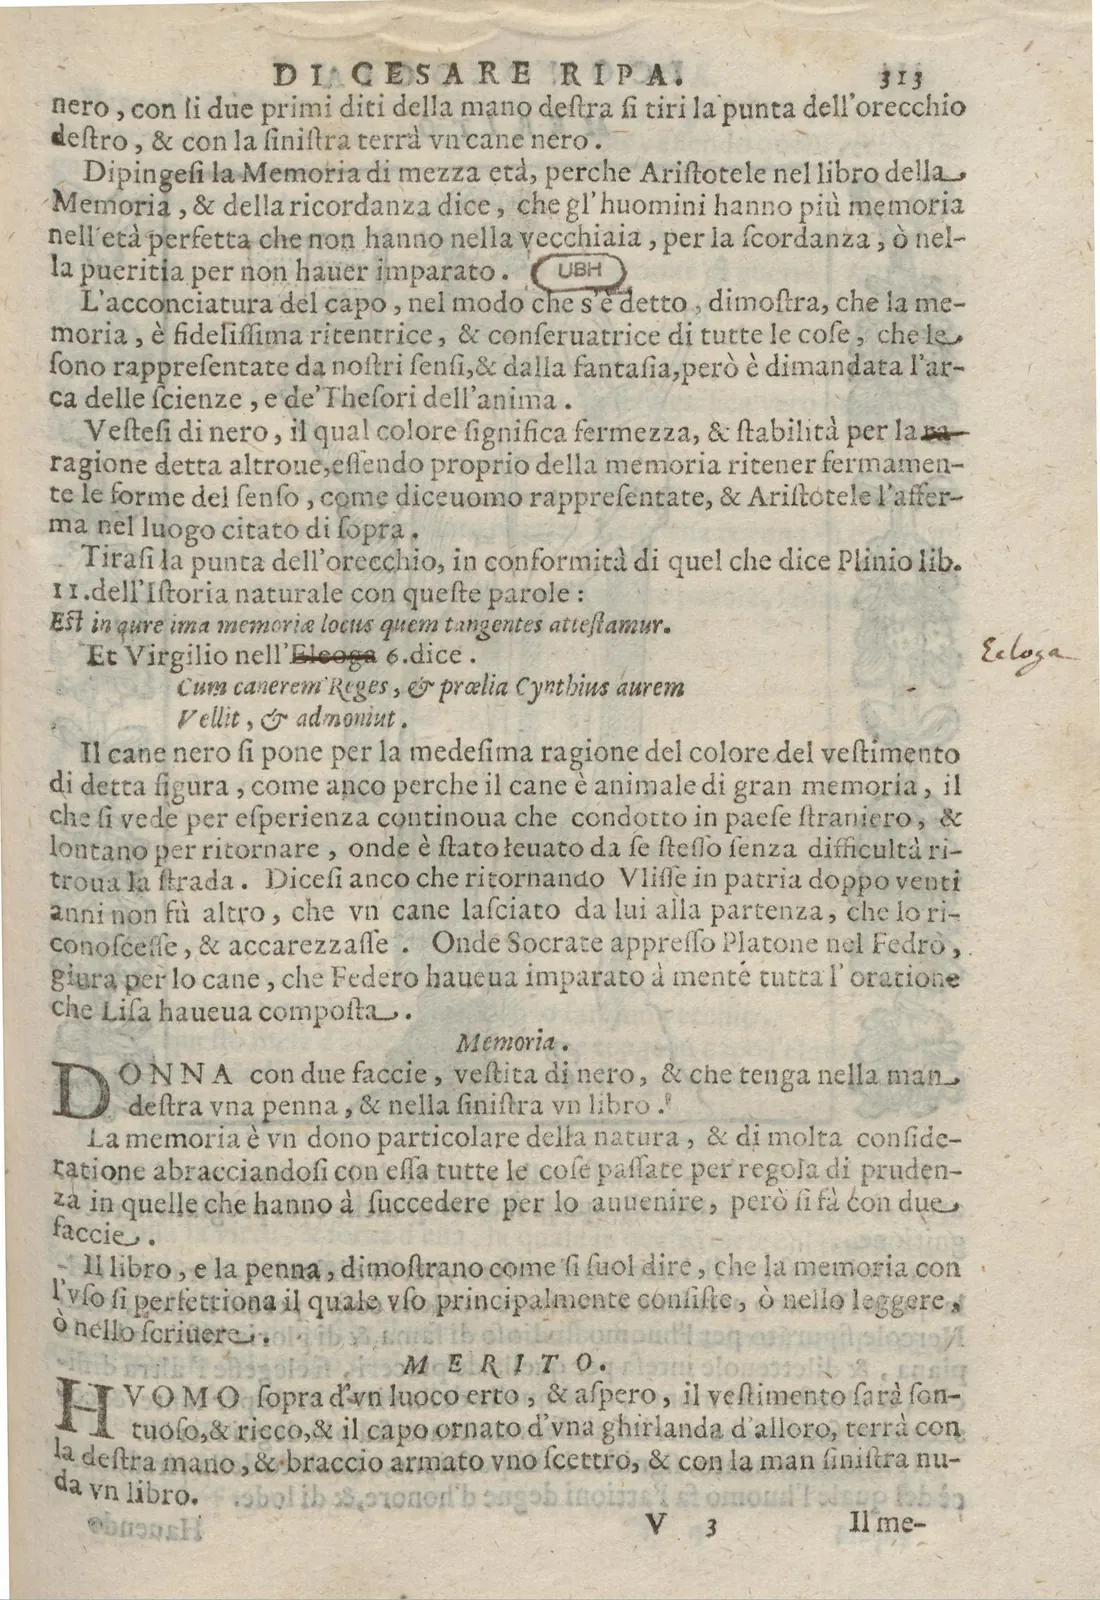 DI CESARE RIPA. 313
nero, con li due primi diti della mano deſtra ſi tiri la punta dell'orecchio
deſtro, & con la ſiniſtra terrà vn cane nero.
Dipingeſi la Memoria di mezza età, perche Ariſtotele nel libro della
Memoria, & della ricordanza dice, che gl'huomini hanno più memoria
nell'età perfetta che non hanno nella vecchiaia, per la ſcordanza, ò nel-
la pueritia per non hauer imparato. UBH
L'acconciatura del capo, nel modo che s'è detto, dimoſtra, che la me-
moria, è fideliſſima ritentrice, & conſeruatrice di tutte le coſe, che le
ſono rappreſentate da noſtri ſenſi,& dalla fantaſia,però è dimandata l'ar-
ca delle ſcienze, e de'Theſori dell'anima.
Veſteſi di nero, il qual colore ſignifica fermezza, & ſtabilità per la ra-
ragione detta altroue,eſſendo proprio della memoria ritener fermamen-
te le forme del ſenſo, come diceuomo rappreſentate, & Ariſtotele l'affer-
ma nel luogo citato di ſopra.
Tiraſi la punta dell'orecchio, in conformità di quel che dice Plinio lib.
11.dell'Iſtoria naturale con queſte parole:
Eſt in aure ima memoriæ locus quem tangentes atteſtamur.
Et Virgilio nell'Eleoga 6.dice.
Ecloga
Cum canerem Reges, & prœlia Cynthius aurem
Vellit, & admoniut.
Il cane nero ſi pone per la medeſima ragione del colore del veſtimento
di detta figura, come anco perche il cane è animale di gran memoria, il
che ſi vede per eſperienza continoua che condotto in paeſe ſtraniero, &
lontano per ritornare, onde è ſtato leuato da ſe ſteſſo ſenza difficultà ri-
troua la ſtrada. Diceſi anco che ritornando Vliſſe in patria doppo venti
anni non fù altro, che vn cane laſciato da lui alla partenza, che lo ri-
conoſceſſe, & accarezzaſſe. Onde Socrate appreſſo Platone nel Fedro,
giura per lo cane, che Federo haueua imparato à mente tutta l'oratione
che Liſa haueua compoſta.
Memoria.
DONNA con due faccie, veſtita di nero, & che tenga nella man
deſtra vna penna, & nella ſiniſtra vn libro.
La memoria è vn dono particolare della natura, & di molta conſide-
ratione abracciandoſi con eſſa tutte le coſe paſſate per regola di pruden-
za in quelle che hanno à ſuccedere per lo auuenire, però ſi fà con due
faccie.
Il libro, e la penna, dimoſtrano come ſi ſuol dire, che la memoria con
l'vſo ſi perfettiona il quale vſo principalmente conſiſte, ò nello leggere,
ò nello ſcriuere.
MERITO.
HVOMO ſopra d'vn luoco erto, & aſpero, il veſtimento ſarà ſon-
tuoſo,& ricco,& il capo ornato d'vna ghirlanda d'alloro, terrà con
la deſtra mano, & braccio armato vno ſcettro, & con la man ſiniſtra nu-
da vn libro.
V 3 Il me-